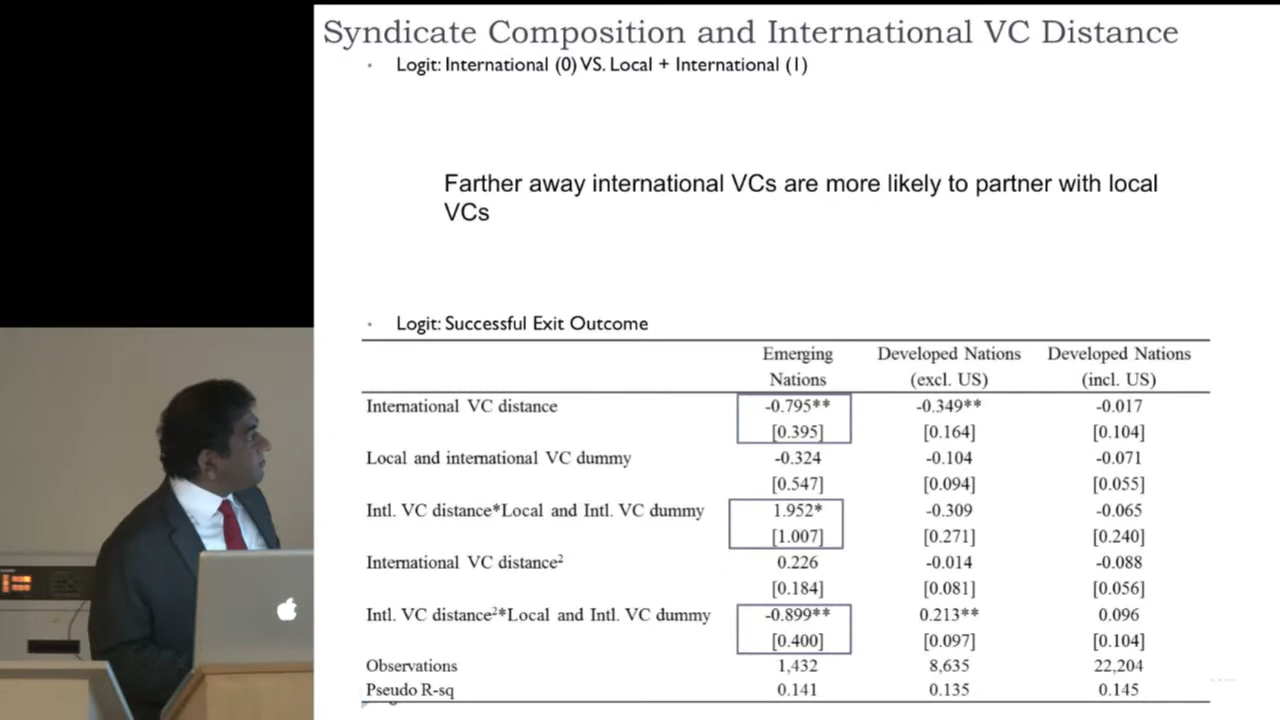 Syndicate Composition and International VC Distance
· Logit: International (0) VS. Local + International (1)
Farther away international VCs are more likely to partner with local
VCs
· Logit: Successful Exit Outcome
Emerging Developed Nations Developed Nations
Nations (excl. US) (incl. US)
International VC distance -0.795** -0.349** -0.017
[0.395] [0.164] [0.104]
Local and international VC dummy -0.324 -0.104 -0.071
[0.547] [0.094] [0.055]
Intl. VC distance*Local and Intl. VC dummy 1.952* -0.309 -0.065
[1.007] [0.271] [0.240]
International VC distance² 0.226 -0.014 -0.088
[0.184] [0.081] [0.056]
Intl. VC distance²*Local and Intl. VC dummy -0.899** 0.213** 0.096
[0.400] [0.097] [0.104]
Observations 1,432 8,635 22,204
Pseudo R-sq 0.141 0.135 0.145